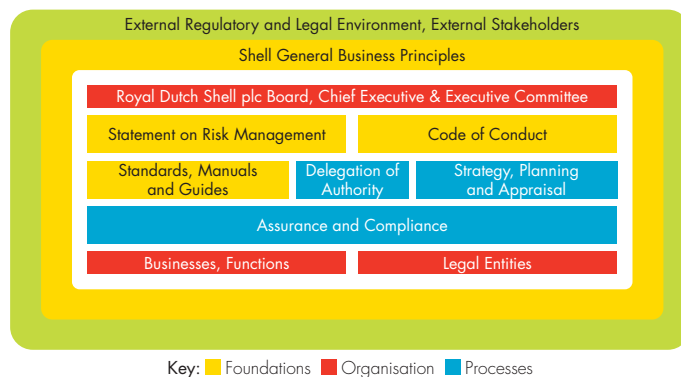 External Regulatory and Legal Environment, External Stakeholders
Shell General Business Principles
Royal Dutch Shell plc Board, Chief Executive & Executive Committee
Statement on Risk Management
Code of Conduct
Standards, Manuals
and Guides
Delegation of
Authority
Strategy, Planning
and Appraisal
Assurance and Compliance
Businesses, Functions
Legal Entities
Key: Foundations Organisation Processes